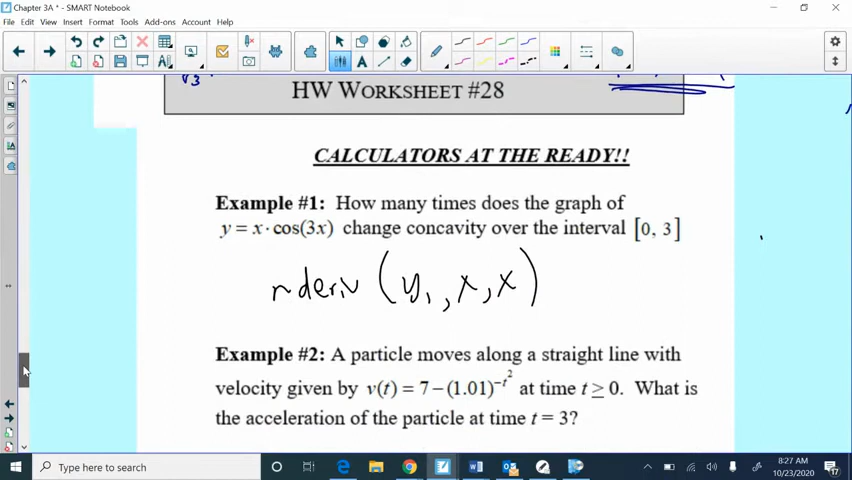 Chapter 3A * - SMART Notebook
File Edit View Insert Format Tools Add-ons Account Help
√3
HW WORKSHEET #28
CALCULATORS AT THE READY!!
Example #1: How many times does the graph of
y = x · cos(3x) change concavity over the interval [0, 3]
nderiv (y₁, x, x)
Example #2: A particle moves along a straight line with
velocity given by v(t) = 7 − (1.01)^{−t²} at time t ≥ 0. What is
the acceleration of the particle at time t = 3?
Type here to search
8:27 AM
10/23/2020
17